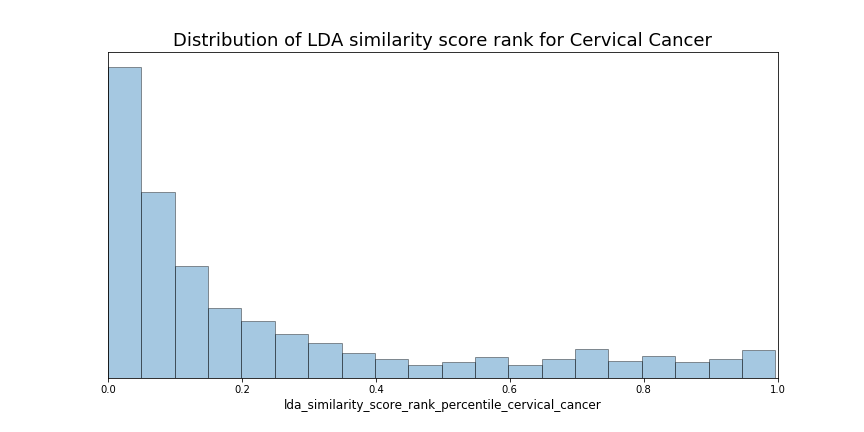 Distribution of LDA similarity score rank for Cervical Cancer
0.0 0.2 0.4 0.6 0.8 1.0
lda_similarity_score_rank_percentile_cervical_cancer